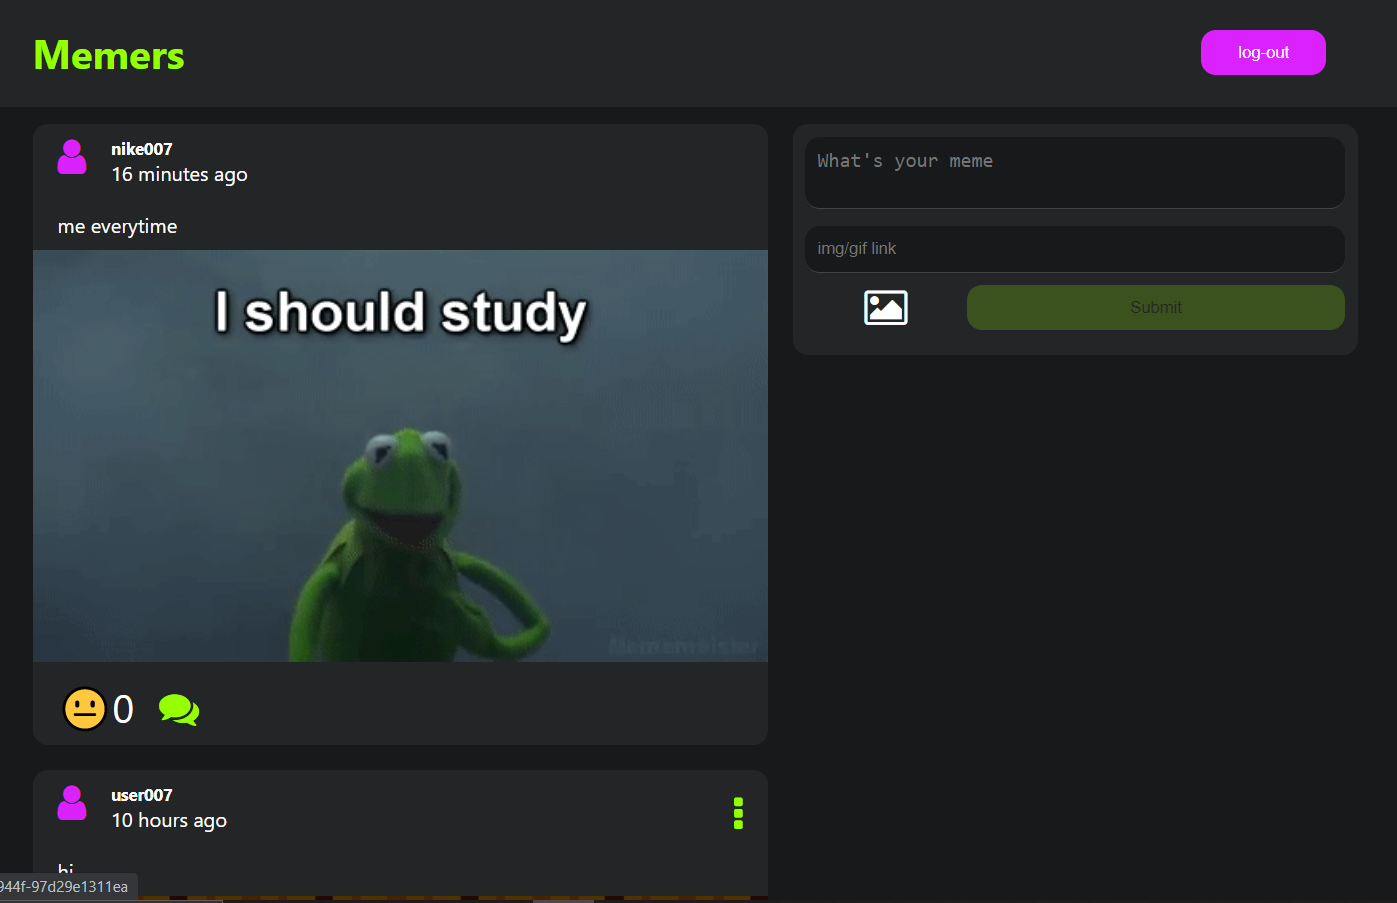 Memers
log-out
nike007
16 minutes ago
me everytime
I should study
Mememeister
0
What's your meme
img/gif link
Submit
user007
10 hours ago
hi
944f-97d29e1311ea